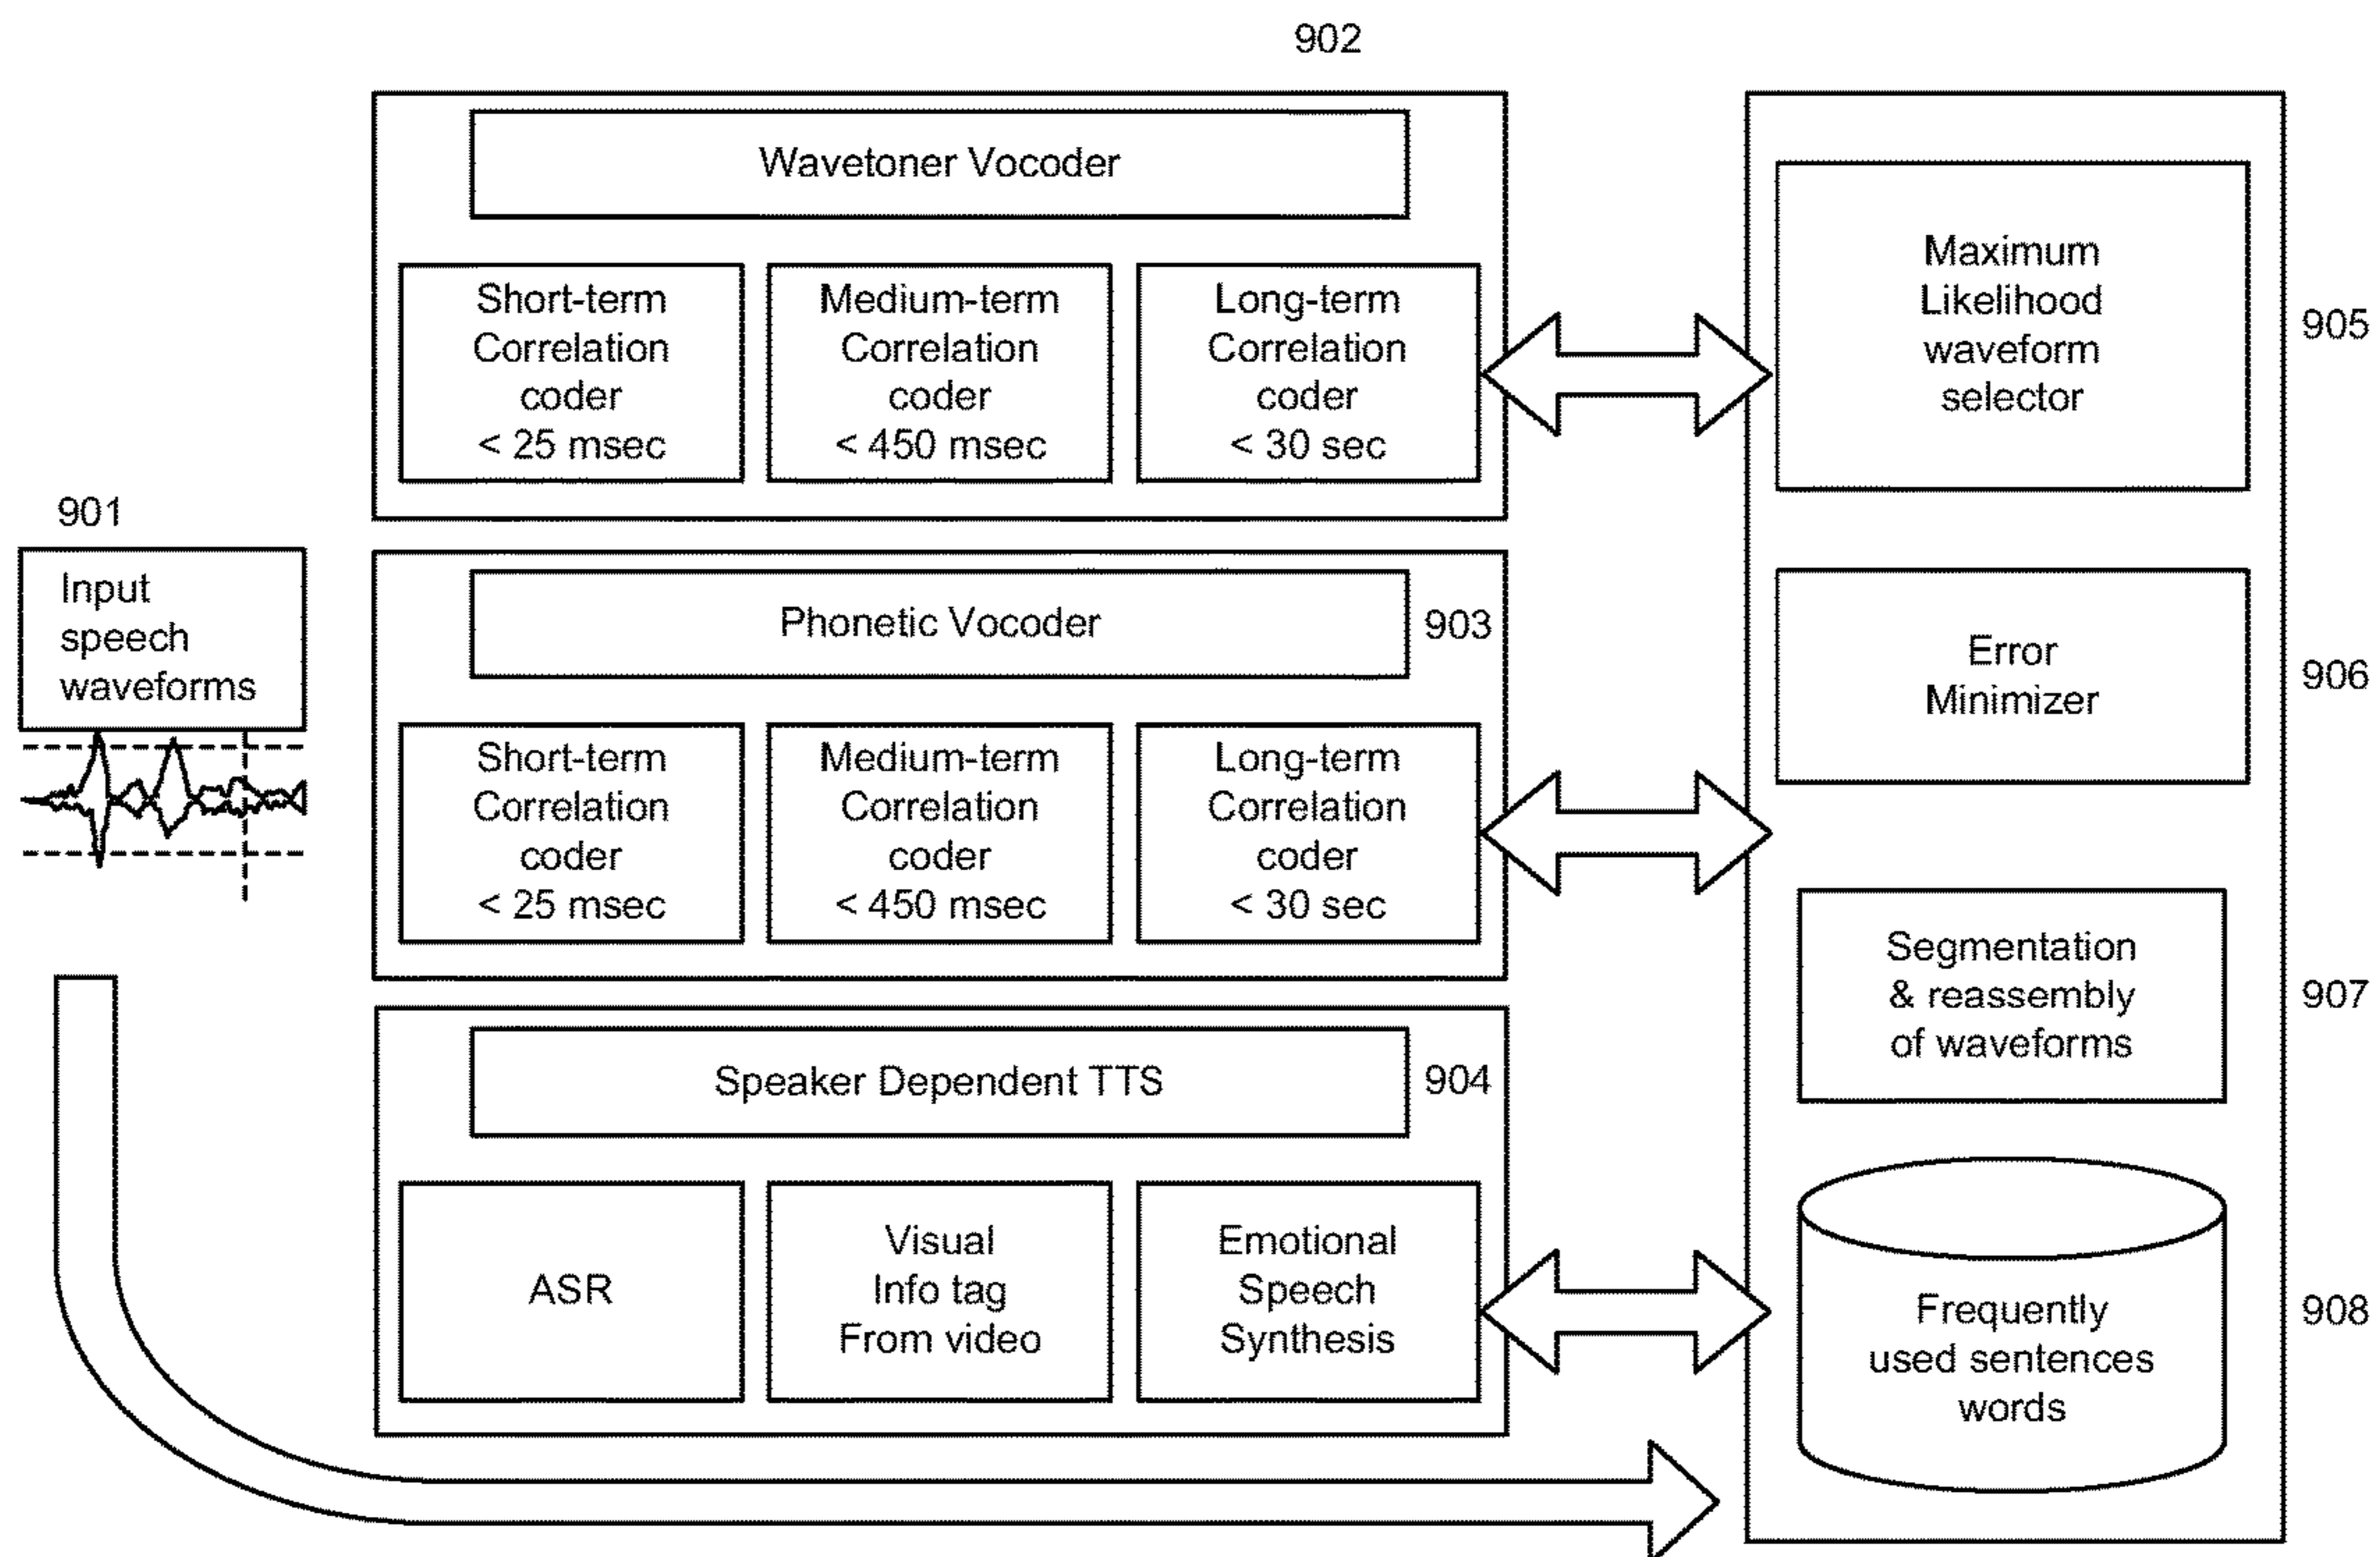 902
Wavetoner Vocoder
Short-term
Correlation
coder
< 25 msec
Medium-term
Correlation
coder
< 450 msec
Long-term
Correlation
coder
< 30 sec
Maximum
Likelihood
waveform
selector
905
901
Input
speech
waveforms
Phonetic Vocoder
903
Short-term
Correlation
coder
< 25 msec
Medium-term
Correlation
coder
< 450 msec
Long-term
Correlation
coder
< 30 sec
Error
Minimizer
906
Segmentation
& reassembly
of waveforms
907
Speaker Dependent TTS
904
ASR
Visual
Info tag
From video
Emotional
Speech
Synthesis
Frequently
used sentences
words
908